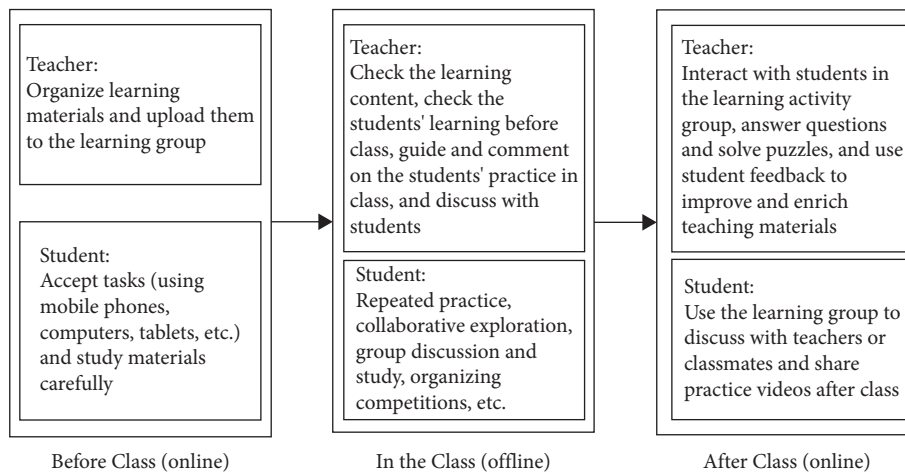 Teacher:
Organize learning
materials and upload them
to the learning group
Student:
Accept tasks (using
mobile phones,
computers, tablets, etc.)
and study materials
carefully
Before Class (online)
Teacher:
Check the learning
content, check the
students' learning before
class, guide and comment
on the students' practice in
class, and discuss with
students
Student:
Repeated practice,
collaborative exploration,
group discussion and
study, organizing
competitions, etc.
In the Class (offline)
Teacher:
Interact with students in
the learning activity
group, answer questions
and solve puzzles, and use
student feedback to
improve and enrich
teaching materials
Student:
Use the learning group to
discuss with teachers or
classmates and share
practice videos after class
After Class (online)